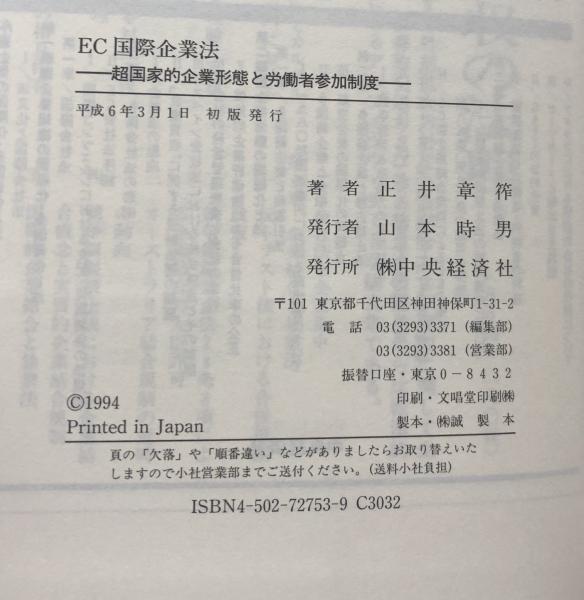 EC国際企業法
——超国家的企業形態と労働者参加制度——
平成6年3月1日 初版発行
著者 正井章筰
発行者 山本時男
発行所 ㈱中央経済社
〒101 東京都千代田区神田神保町1-31-2
電話 03(3293)3371 (編集部)
03(3293)3381 (営業部)
振替口座・東京0-8432
印刷・文唱堂印刷㈱
製本・㈱誠製本
©1994
Printed in Japan
頁の「欠落」や「順番違い」などがありましたらお取り替えいた
しますので小社営業部までご送付ください。(送料小社負担)
ISBN4-502-72753-9 C3032